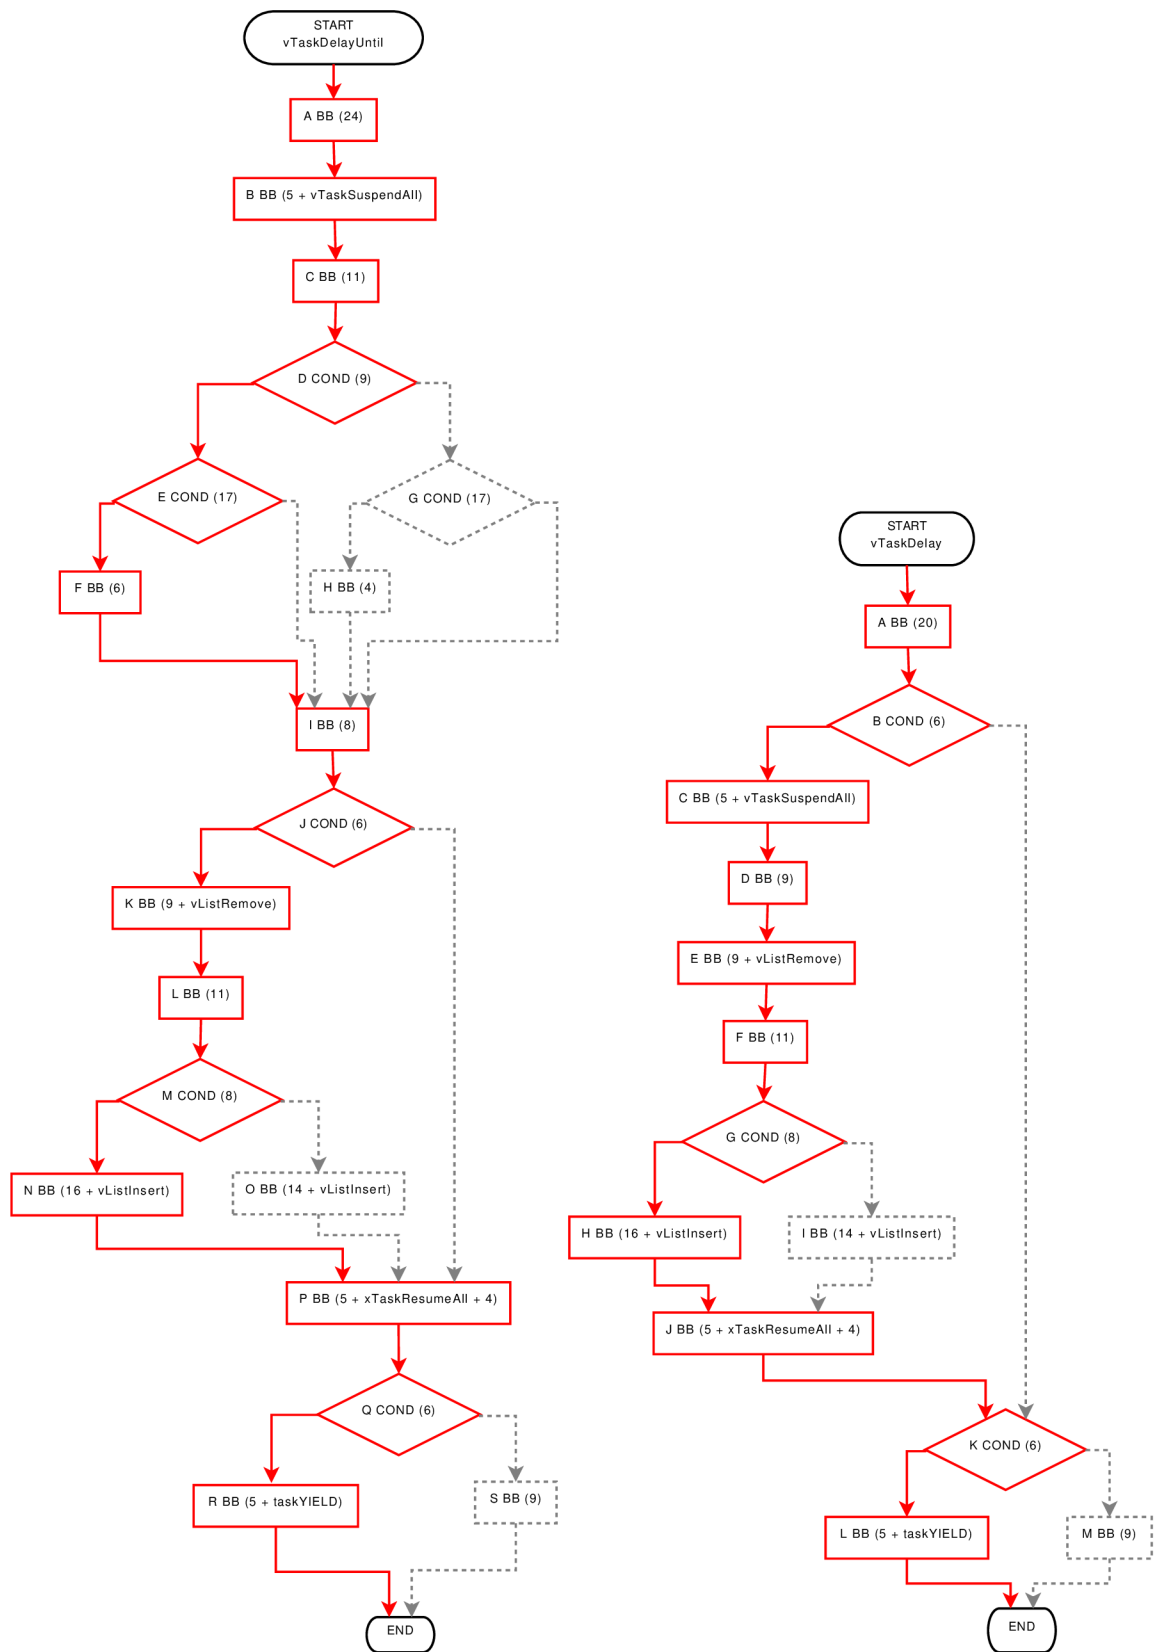 START
vTaskDelayUntil
A BB (24)
B BB (5 + vTaskSuspendAll)
C BB (11)
D COND (9)
E COND (17)
G COND (17)
F BB (6)
H BB (4)
I BB (8)
J COND (6)
K BB (9 + vListRemove)
L BB (11)
M COND (8)
N BB (16 + vListInsert)
O BB (14 + vListInsert)
P BB (5 + xTaskResumeAll + 4)
Q COND (6)
R BB (5 + taskYIELD)
S BB (9)
END
START
vTaskDelay
A BB (20)
B COND (6)
C BB (5 + vTaskSuspendAll)
D BB (9)
E BB (9 + vListRemove)
F BB (11)
G COND (8)
H BB (16 + vListInsert)
I BB (14 + vListInsert)
J BB (5 + xTaskResumeAll + 4)
K COND (6)
L BB (5 + taskYIELD)
M BB (9)
END